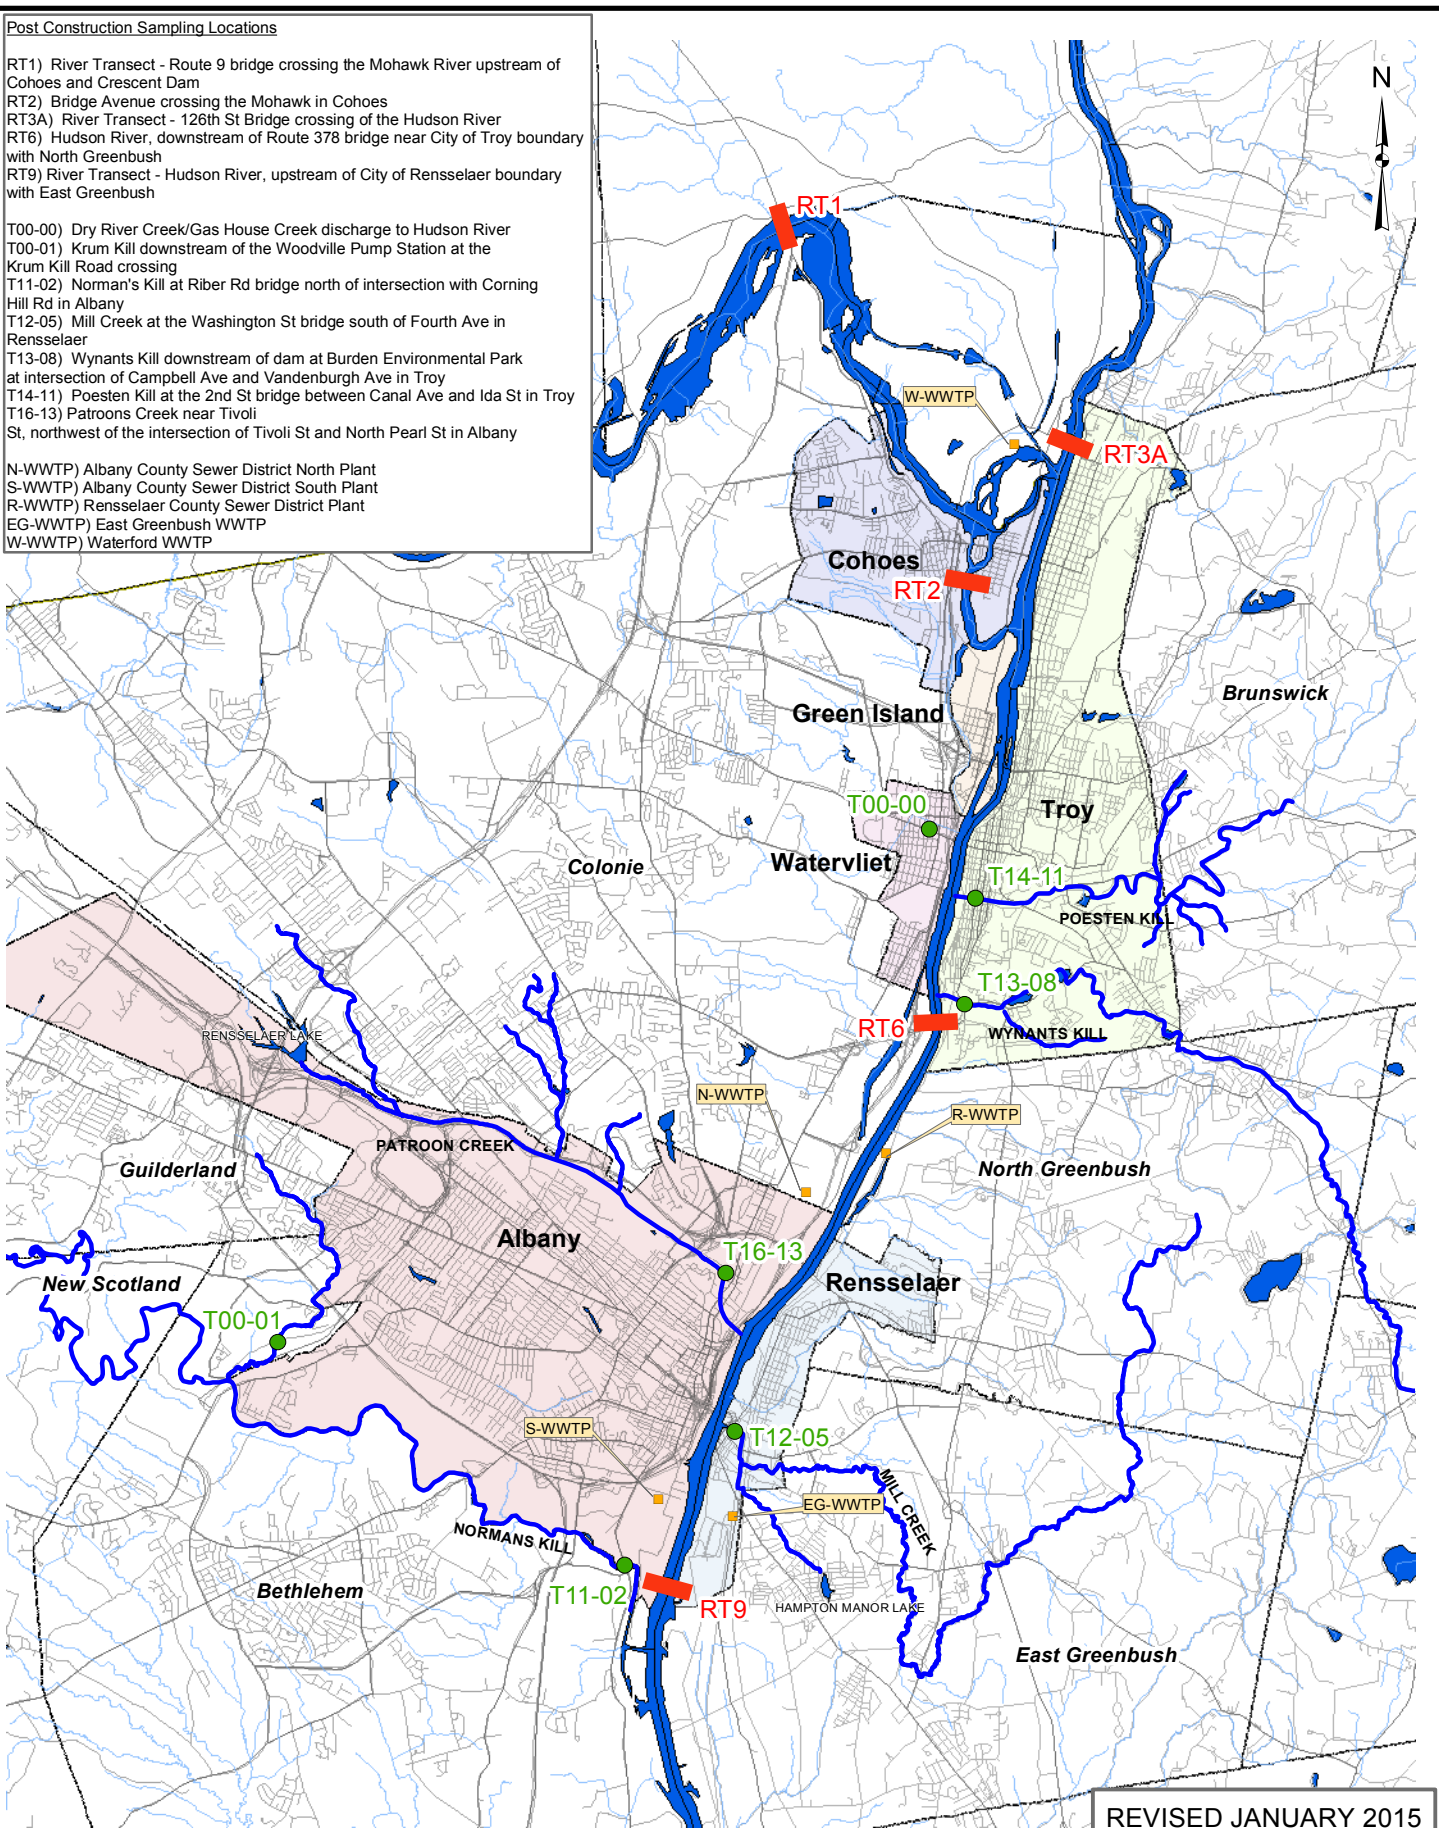 Post Construction Sampling Locations
RT1) River Transect - Route 9 bridge crossing the Mohawk River upstream of
Cohoes and Crescent Dam
RT2) Bridge Avenue crossing the Mohawk in Cohoes
RT3A) River Transect - 126th St Bridge crossing of the Hudson River
RT6) Hudson River, downstream of Route 378 bridge near City of Troy boundary
with North Greenbush
RT9) River Transect - Hudson River, upstream of City of Rensselaer boundary
with East Greenbush
T00-00) Dry River Creek/Gas House Creek discharge to Hudson River
T00-01) Krum Kill downstream of the Woodville Pump Station at the
Krum Kill Road crossing
T11-02) Norman's Kill at Riber Rd bridge north of intersection with Corning
Hill Rd in Albany
T12-05) Mill Creek at the Washington St bridge south of Fourth Ave in
Rensselaer
T13-08) Wynants Kill downstream of dam at Burden Environmental Park
at intersection of Campbell Ave and Vandenburgh Ave in Troy
T14-11) Poesten Kill at the 2nd St bridge between Canal Ave and Ida St in Troy
T16-13) Patroons Creek near Tivoli
St, northwest of the intersection of Tivoli St and North Pearl St in Albany
N-WWTP) Albany County Sewer District North Plant
S-WWTP) Albany County Sewer District South Plant
R-WWTP) Rensselaer County Sewer District Plant
EG-WWTP) East Greenbush WWTP
W-WWTP) Waterford WWTP
N
RT1
W-WWTP
RT3A
Cohoes
RT2
Brunswick
Green Island
T00-00
Troy
Colonie
Watervliet
T14-11
POESTEN KILL
T13-08
RT6
WYNANTS KILL
RENSSELAER LAKE
N-WWTP
R-WWTP
PATROON CREEK
Guilderland
North Greenbush
Albany
T16-13
New Scotland
Rensselaer
T00-01
S-WWTP
T12-05
MILL CREEK
EG-WWTP
NORMANS KILL
Bethlehem
T11-02
RT9
HAMPTON MANOR LAKE
East Greenbush
REVISED JANUARY 2015